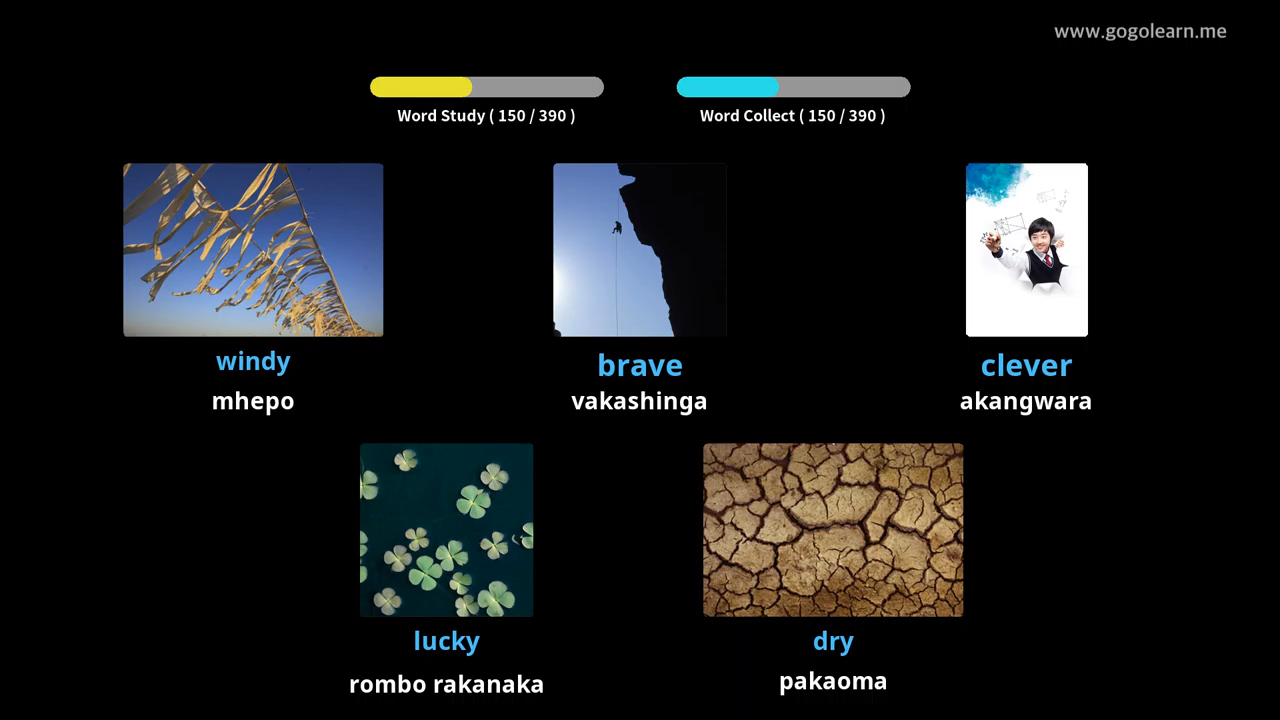 www.gogolearn.me
Word Study ( 150 / 390 )
Word Collect ( 150 / 390 )
windy
mhepo
brave
vakashinga
clever
akangwara
lucky
rombo rakanaka
dry
pakaoma